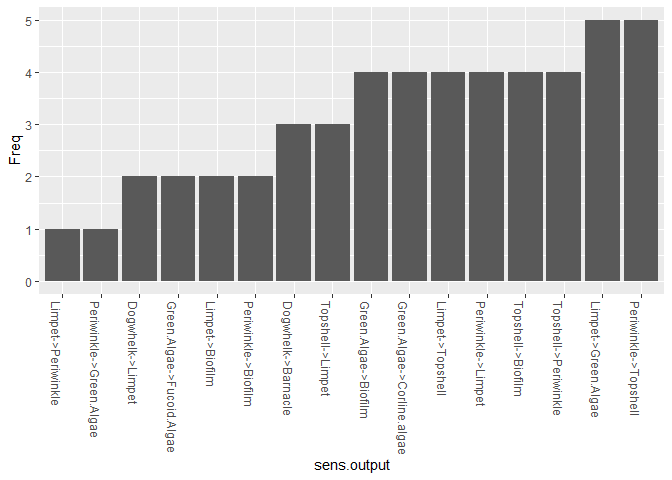 5
4
3
2
1
0
Freq
Limpet->Periwinkle
Periwinkle->Green.Algae
Dogwhelk->Limpet
Green.Algae->Fucoid.Algae
Limpet->Biofilm
Periwinkle->Biofilm
Dogwhelk->Barnacle
Topshell->Limpet
Green.Algae->Biofilm
Green.Algae->Corline.algae
Limpet->Topshell
Periwinkle->Limpet
Topshell->Biofilm
Topshell->Periwinkle
Limpet->Green.Algae
Periwinkle->Topshell
sens.output